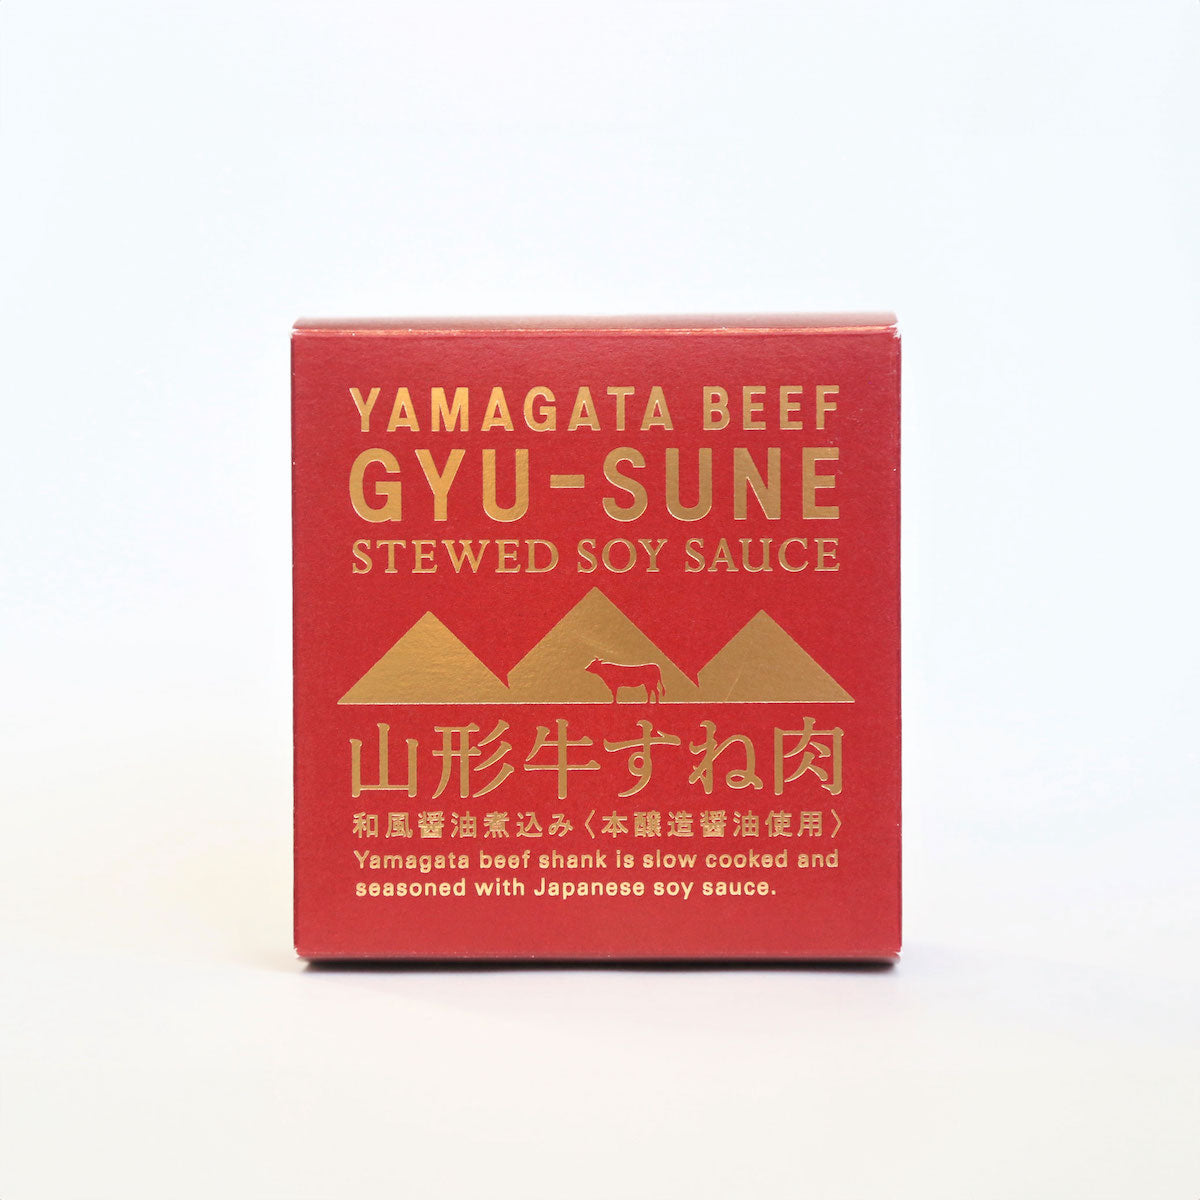 YAMAGATA BEEF
GYU-SUNE
STEWED SOY SAUCE
山形牛すね肉
和風醤油煮込み〈本醸造醤油使用〉
Yamagata beef shank is slow cooked and
seasoned with Japanese soy sauce.